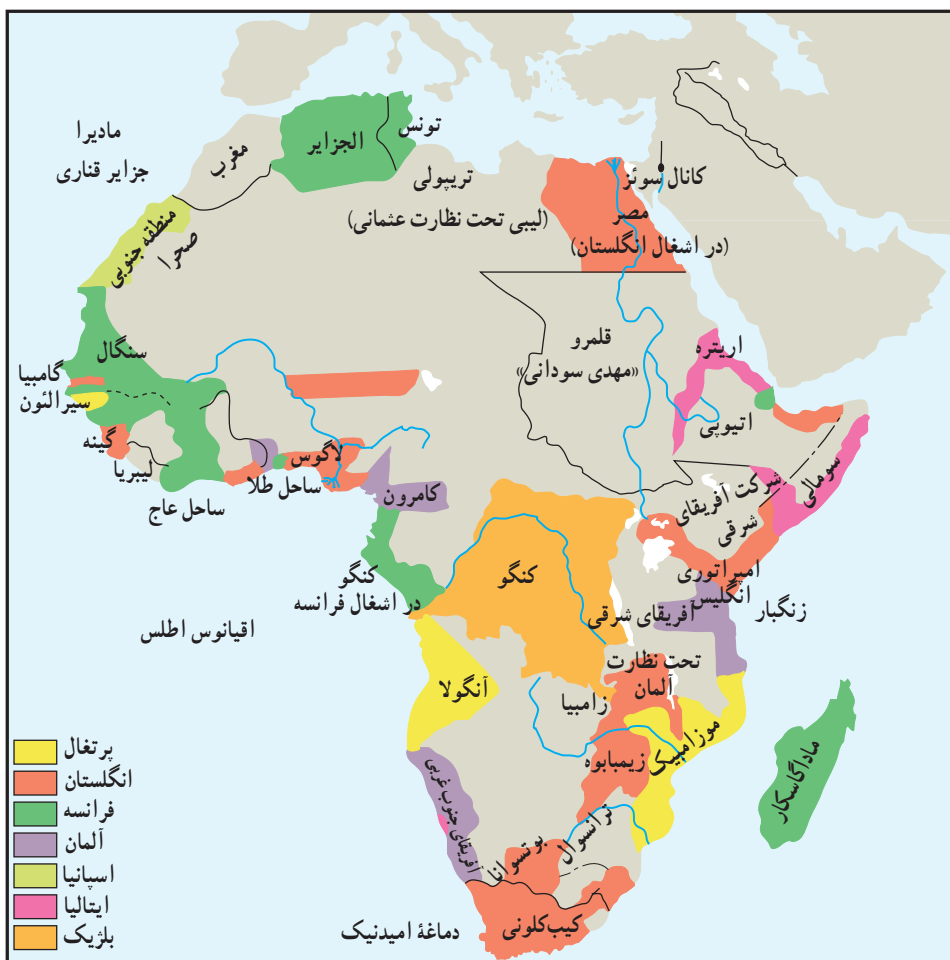 مادیرا
جزایر قناری
مغرب
الجزایر
تونس
تریپولی
(لیبی تحت نظارت عثمانی)
کانال سوئز
مصر
(در اشغال انگلستان)
منطقه جنوبی
صحرا
قلمرو
«مهدی سودانی»
اریتره
اتیوپی
سنگال
گامبیا
سیرالئون
گینه
لیبریا
ساحل عاج
ساحل طلا
لاگوس
کامرون
شرکت آفریقای
شرقی
سومالی
امپراتوری
انگلیس
زنگبار
کنگو
در اشغال فرانسه
کنگو
آفریقای شرقی
تحت نظارت
آلمان
اقیانوس اطلس
آنگولا
زامبیا
موزامبیک
زیمبابوه
ماداگاسکار
آفریقای جنوب غربی
بوتسوانا
ترانسوال
کیپ‌کلونی
دماغۀ امیدنیک
پرتغال
انگلستان
فرانسه
آلمان
اسپانیا
ایتالیا
بلژیک